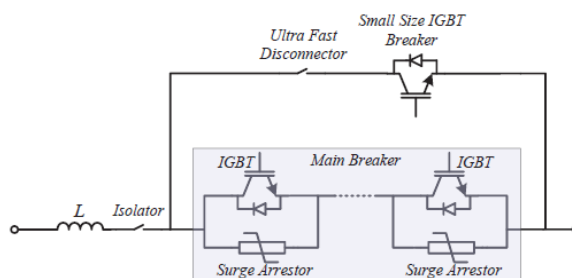 Ultra Fast
Disconnector
Small Size IGBT
Breaker
IGBT
Main Breaker
IGBT
L
Isolator
Surge Arrestor
Surge Arrestor